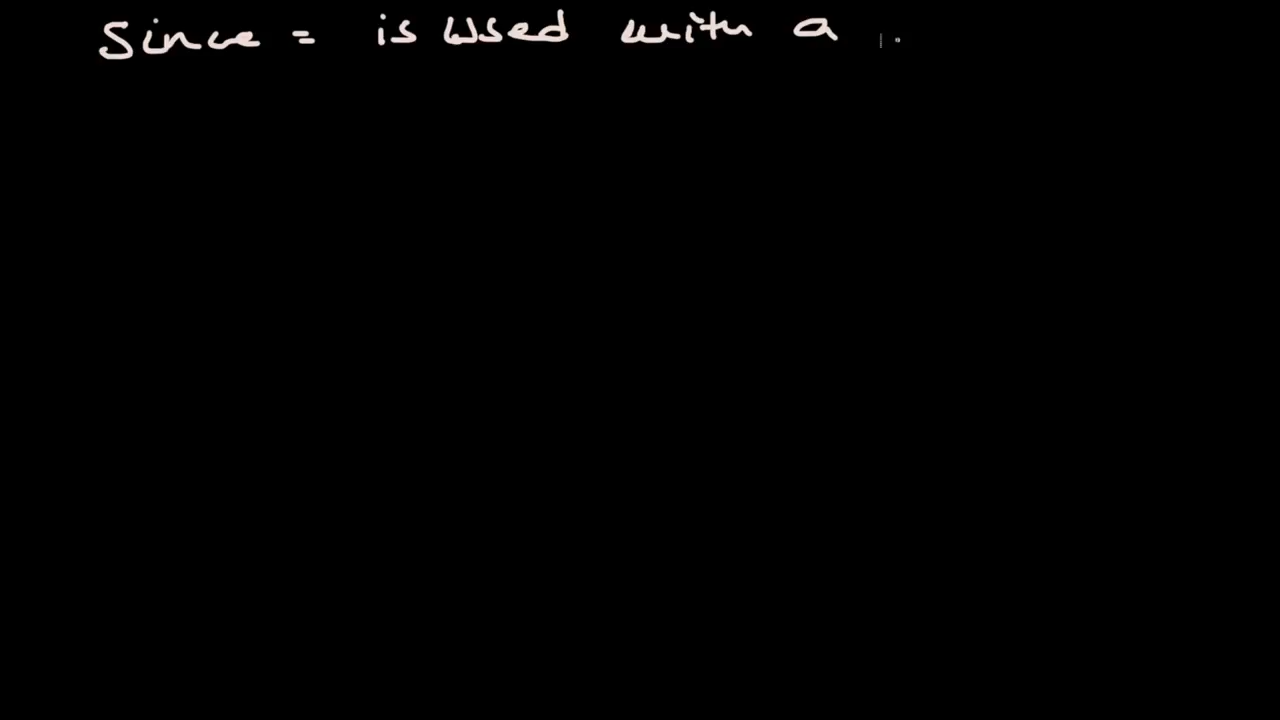 Since = is used with a